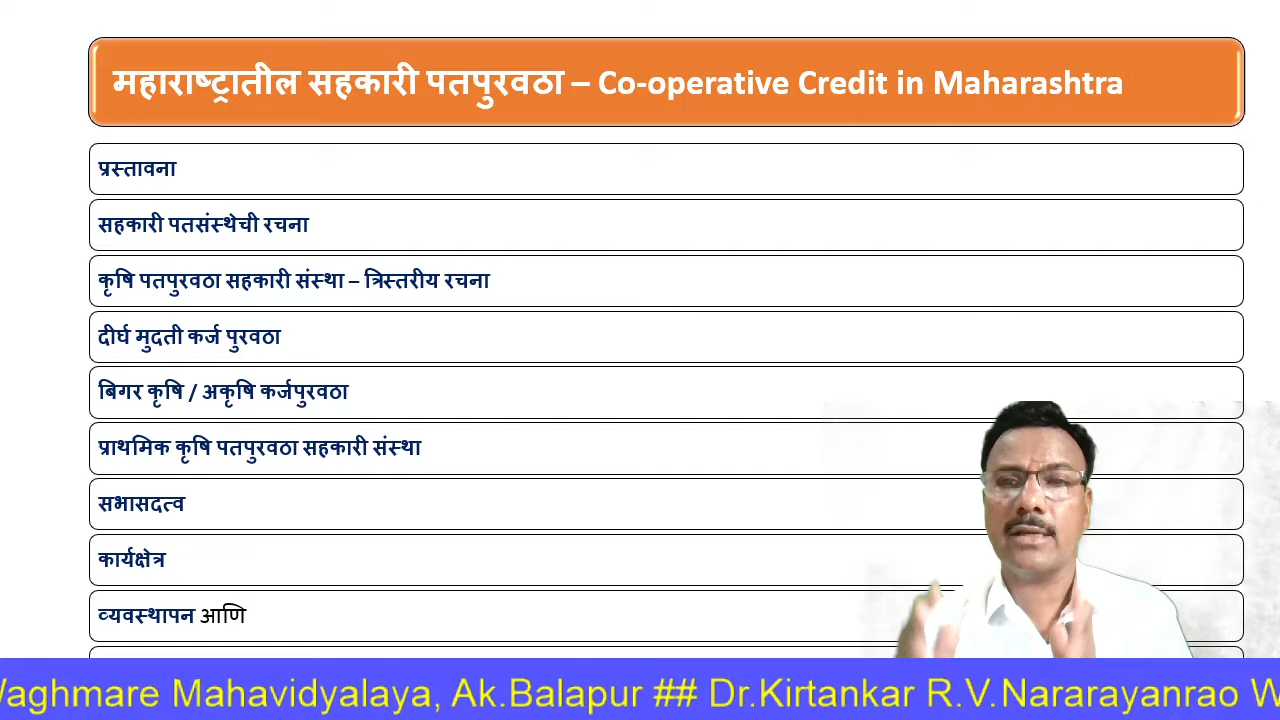 महाराष्ट्रातील सहकारी पतपुरवठा – Co-operative Credit in Maharashtra
प्रस्तावना
सहकारी पतसंस्थेची रचना
कृषि पतपुरवठा सहकारी संस्था – त्रिस्तरीय रचना
दीर्घ मुदती कर्ज पुरवठा
बिगर कृषि / अकृषि कर्जपुरवठा
प्राथमिक कृषि पतपुरवठा सहकारी संस्था
सभासदत्व
कार्यक्षेत्र
व्यवस्थापन आणि
Waghmare Mahavidyalaya, Ak.Balapur ## Dr.Kirtankar R.V.Nararayanrao W